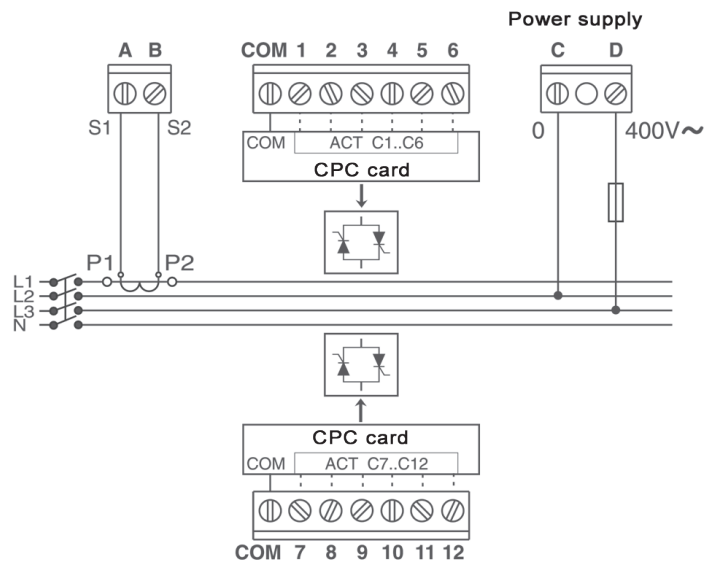 Power supply
A B
COM 1 2 3 4 5 6
C D
S1 S2
COM ACT C1..C6
CPC card
0 400V~
P1 P2
L1
L2
L3
N
CPC card
COM ACT C7..C12
COM 7 8 9 10 11 12